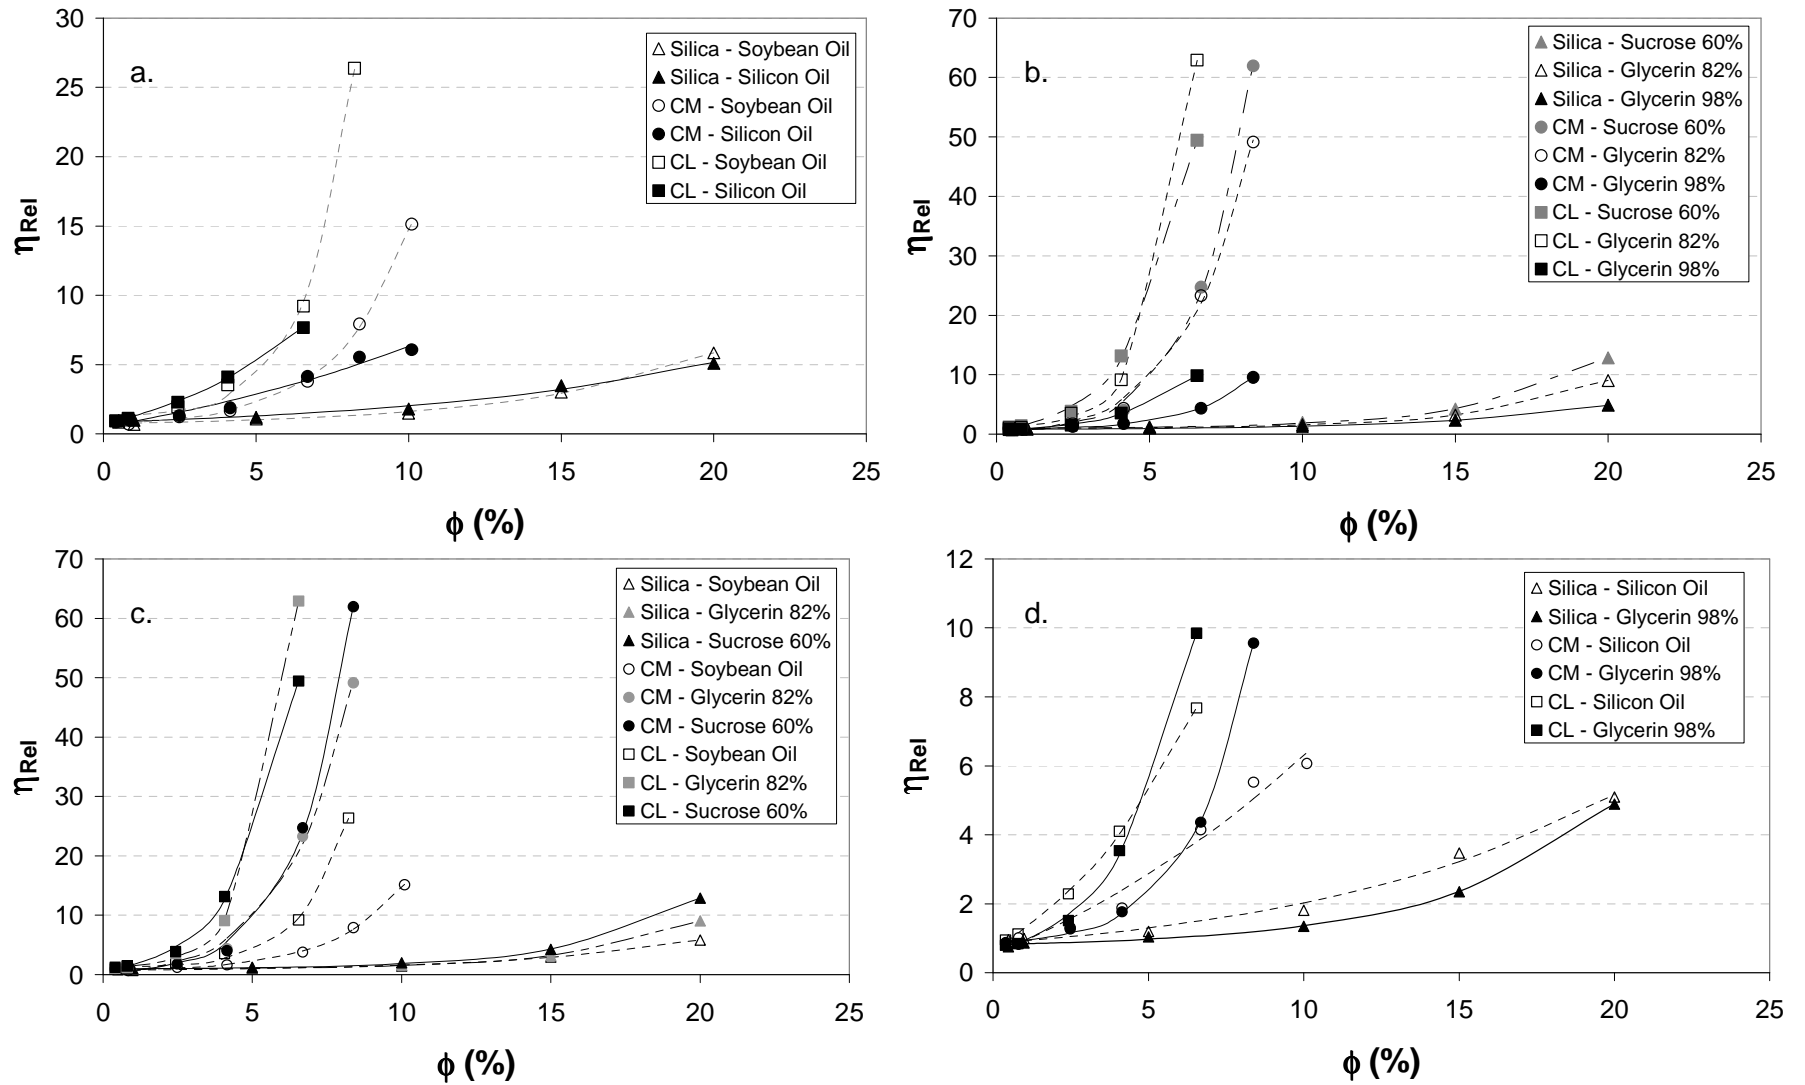 a.
30
25
20
15
10
5
0
ηRel
0 5 10 15 20 25
ϕ (%)
Silica - Soybean Oil
Silica - Silicon Oil
CM - Soybean Oil
CM - Silicon Oil
CL - Soybean Oil
CL - Silicon Oil
b.
70
60
50
40
30
20
10
0
ηRel
0 5 10 15 20 25
ϕ (%)
Silica - Sucrose 60%
Silica - Glycerin 82%
Silica - Glycerin 98%
CM - Sucrose 60%
CM - Glycerin 82%
CM - Glycerin 98%
CL - Sucrose 60%
CL - Glycerin 82%
CL - Glycerin 98%
c.
70
60
50
40
30
20
10
0
ηRel
0 5 10 15 20 25
ϕ (%)
Silica - Soybean Oil
Silica - Glycerin 82%
Silica - Sucrose 60%
CM - Soybean Oil
CM - Glycerin 82%
CM - Sucrose 60%
CL - Soybean Oil
CL - Glycerin 82%
CL - Sucrose 60%
d.
12
10
8
6
4
2
0
ηRel
0 5 10 15 20 25
ϕ (%)
Silica - Silicon Oil
Silica - Glycerin 98%
CM - Silicon Oil
CM - Glycerin 98%
CL - Silicon Oil
CL - Glycerin 98%